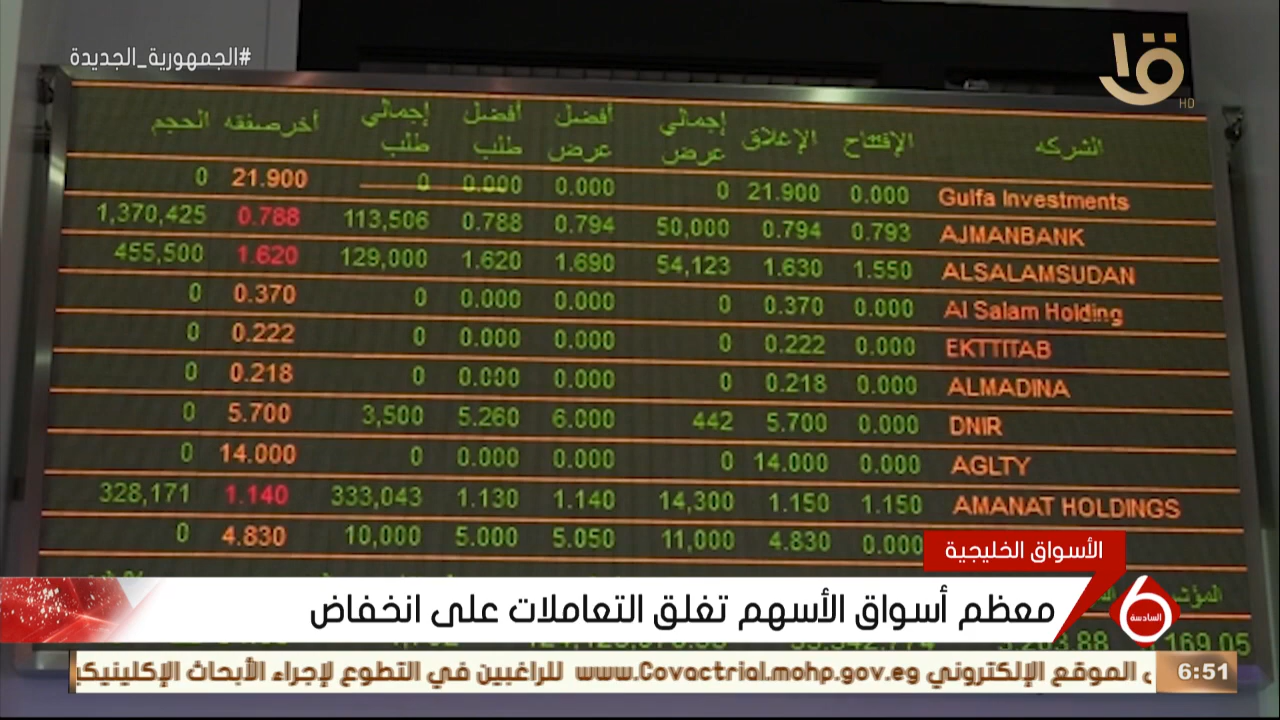 #الجمهورية_الجديدة
HD
الشركه الإفتتاح الإغلاق إجمالي عرض أفضل عرض أفضل طلب إجمالي طلب أخرصفقه الحجم
Gulfa Investments 0.000 21.900 0 0.000 0.000 0 21.900 0
AJMANBANK 0.793 0.794 50,000 0.794 0.788 113,506 0.788 1,370,425
ALSALAMSUDAN 1.550 1.630 54,123 1.690 1.620 129,000 1.620 455,500
Al Salam Holding 0.000 0.370 0 0.000 0.000 0 0.370 0
EKTTITAB 0.000 0.222 0 0.000 0.000 0 0.222 0
ALMADINA 0.000 0.218 0 0.000 0.000 0 0.218 0
DNIR 0.000 5.700 442 6.000 5.260 3,500 5.700 0
AGLTY 0.000 14.000 0 0.000 0.000 0 14.000 0
AMANAT HOLDINGS 1.150 1.150 14,300 1.140 1.130 333,043 1.140 328,171
0.000 4.830 11,000 5.050 5.000 10,000 4.830 0
الأسواق الخليجية
معظم أسواق الأسهم تغلق التعاملات على انخفاض
السادسة
6:51 الموقع الإلكتروني www.Covactrial.mohp.gov.eg للراغبين في التطوع لإجراء الأبحاث